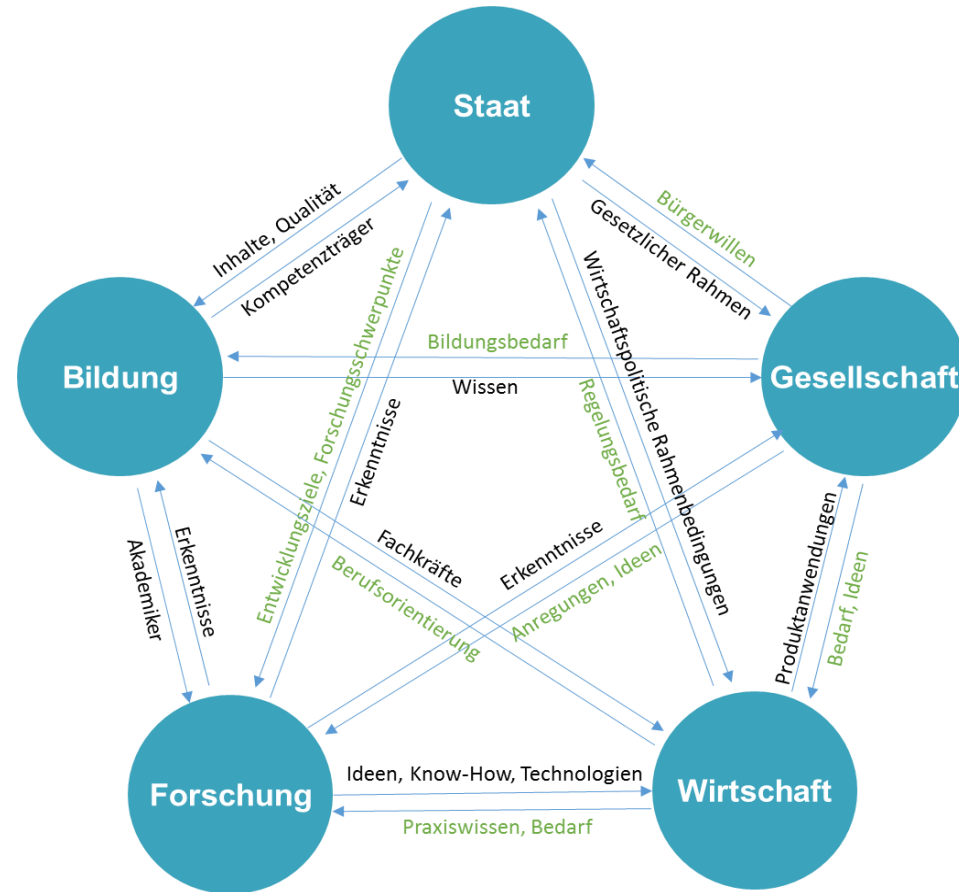 Staat
Inhalte, Qualität
Kompetenzträger
Bürgerwillen
Gesetzlicher Rahmen
Entwicklungsziele, Forschungsschwerpunkte
Erkenntnisse
Wirtschaftspolitische Rahmenbedingungen
Regelungsbedarf
Bildung
Bildungsbedarf
Wissen
Gesellschaft
Akademiker
Erkenntnisse
Fachkräfte
Berufsorientierung
Erkenntnisse
Anregungen, Ideen
Produktanwendungen
Bedarf, Ideen
Forschung
Ideen, Know-How, Technologien
Praxiswissen, Bedarf
Wirtschaft